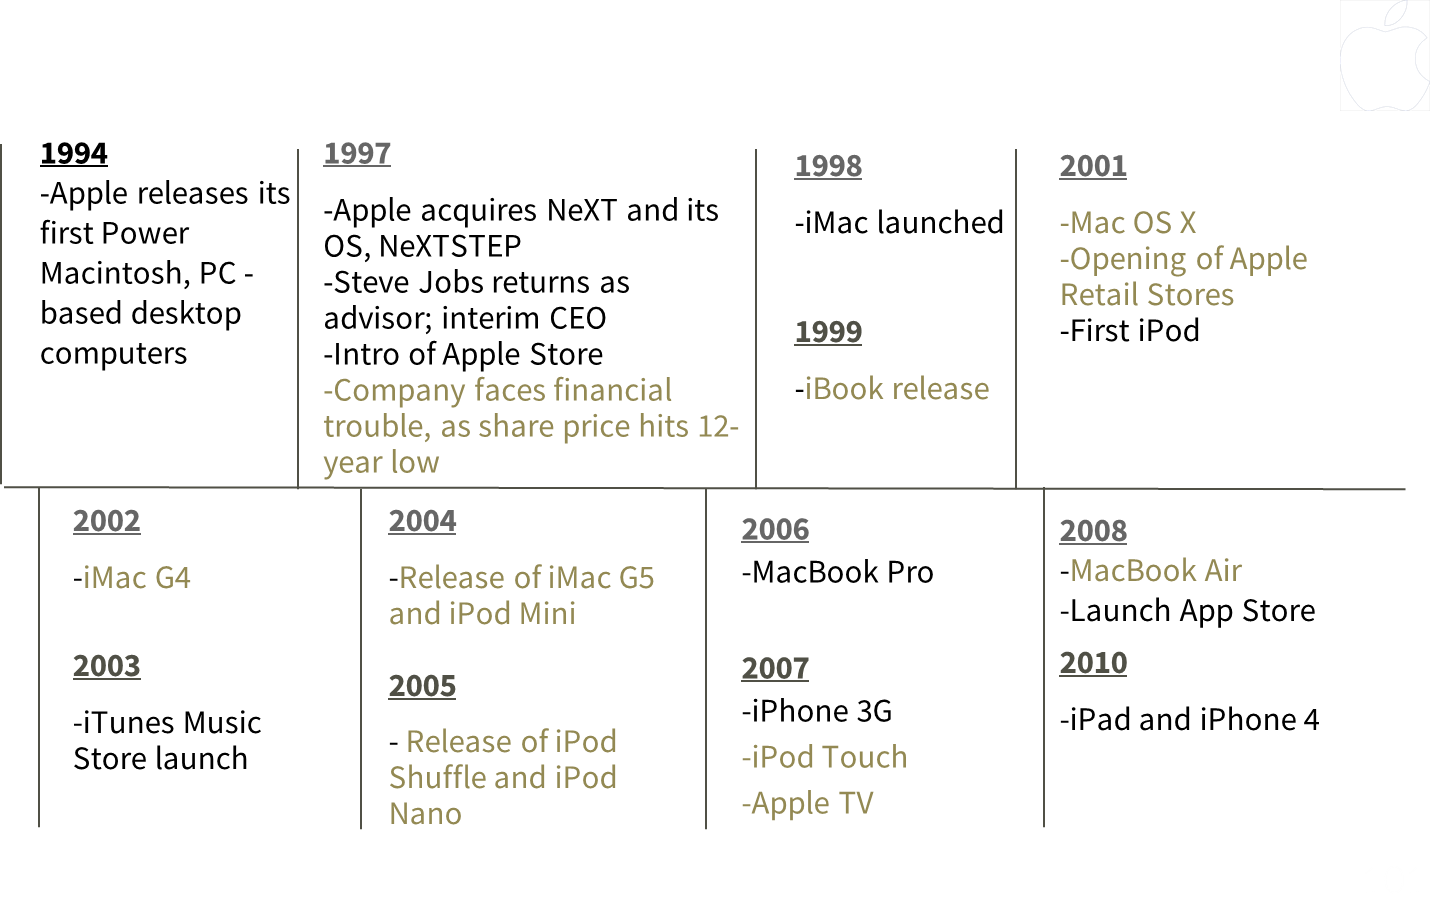 1994
-Apple releases its
first Power
Macintosh, PC -
based desktop
computers
1997
-Apple acquires NeXT and its
OS, NeXTSTEP
-Steve Jobs returns as
advisor; interim CEO
-Intro of Apple Store
-Company faces financial
trouble, as share price hits 12-
year low
1998
-iMac launched
1999
-iBook release
2001
-Mac OS X
-Opening of Apple
Retail Stores
-First iPod
2002
-iMac G4
2003
-iTunes Music
Store launch
2004
-Release of iMac G5
and iPod Mini
2005
- Release of iPod
Shuffle and iPod
Nano
2006
-MacBook Pro
2007
-iPhone 3G
-iPod Touch
-Apple TV
2008
-MacBook Air
-Launch App Store
2010
-iPad and iPhone 4